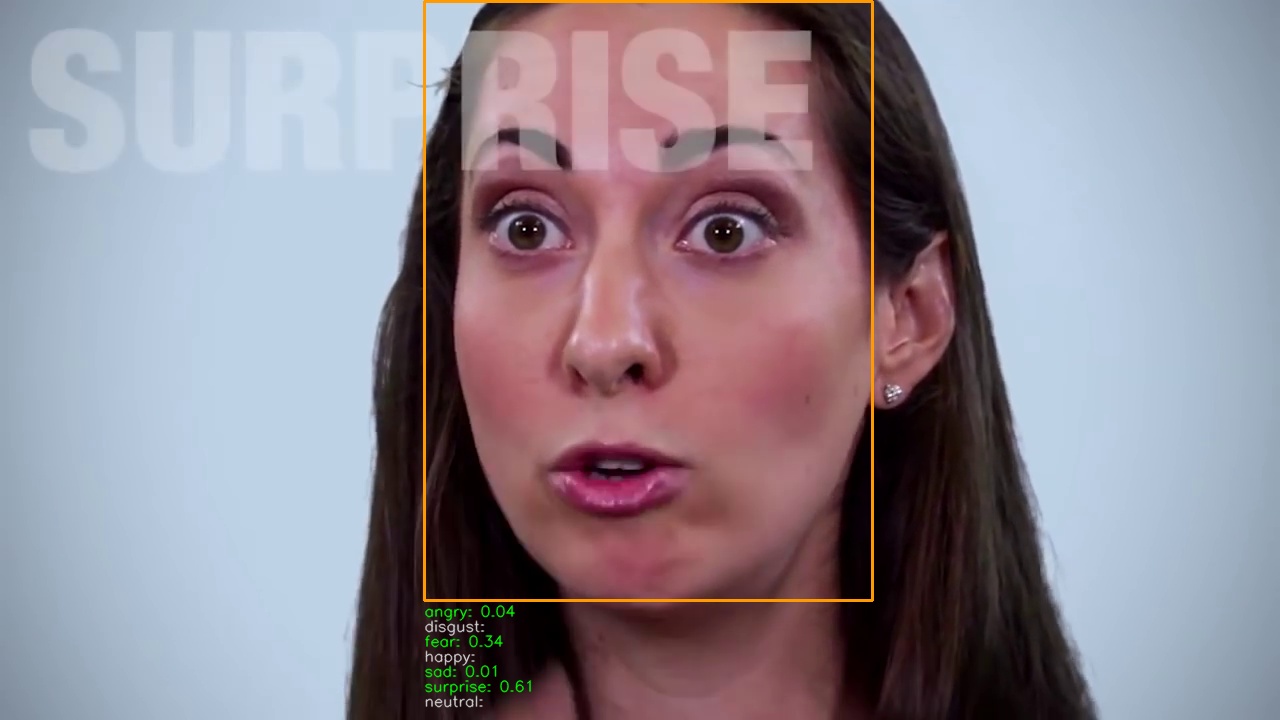 SURPRISE
angry: 0.04
disgust:
fear: 0.34
happy:
sad: 0.01
surprise: 0.61
neutral: